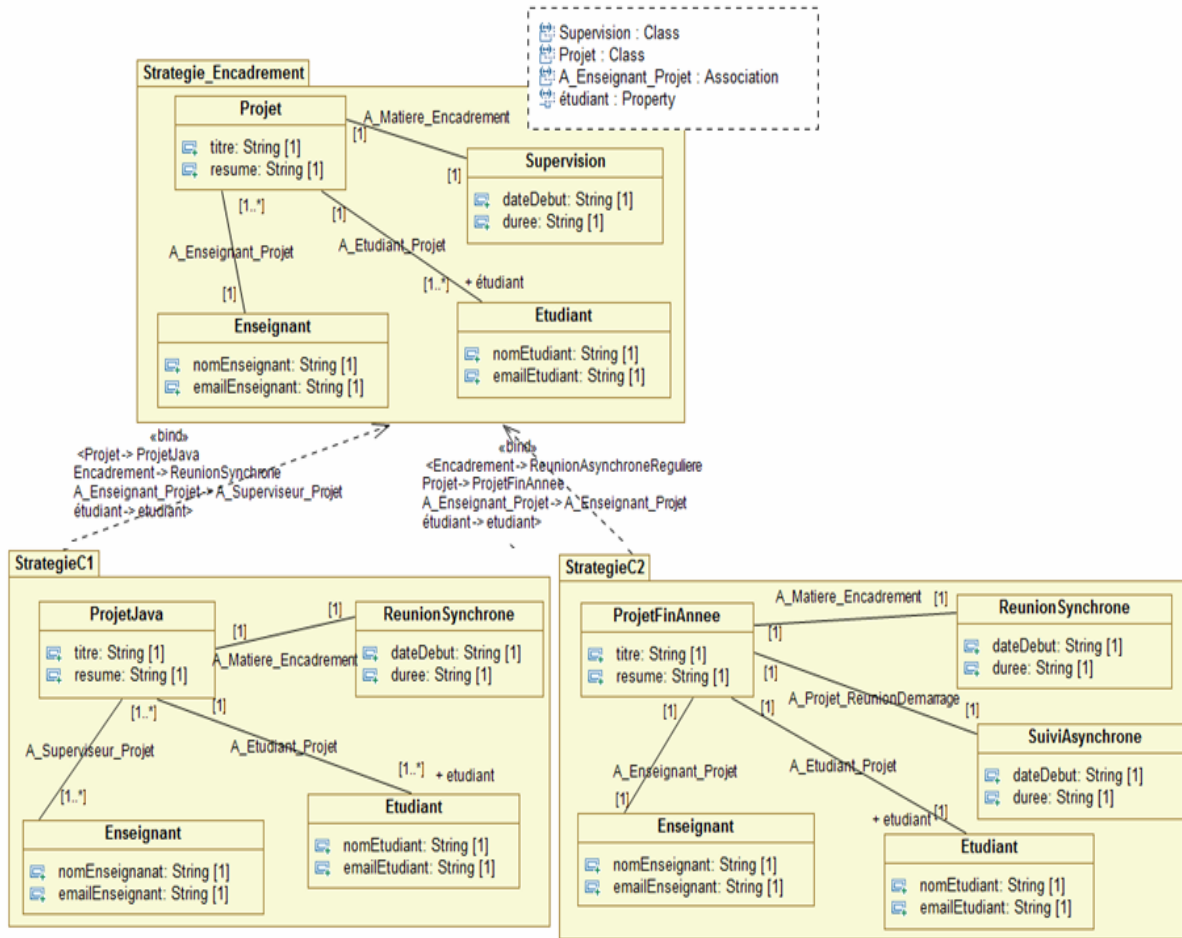 Supervision : Class
Projet : Class
A_Enseignant_Projet : Association
étudiant : Property
Strategie_Encadrement
Projet
titre: String [1]
resume: String [1]
A_Matiere_Encadrement
[1]
[1]
Supervision
dateDebut: String [1]
duree: String [1]
[1..*]
[1]
A_Enseignant_Projet
A_Etudiant_Projet
[1]
[1..*]
+ étudiant
Enseignant
nomEnseignant: String [1]
emailEnseignant: String [1]
Etudiant
nomEtudiant: String [1]
emailEtudiant: String [1]
«bind»
<Projet-> ProjetJava
Encadrement-> ReunionSynchrone
A_Enseignant_Projet-> A_Superviseur_Projet
étudiant-> etudiant>
«bind»
<Encadrement-> ReunionAsynchroneReguliere
Projet-> ProjetFinAnnee
A_Enseignant_Projet-> A_Enseignant_Projet
étudiant-> etudiant>
StrategieC1
ProjetJava
titre: String [1]
resume: String [1]
[1]
[1]
A_Matiere_Encadrement
ReunionSynchrone
dateDebut: String [1]
duree: String [1]
[1..*]
[1]
A_Superviseur_Projet
A_Etudiant_Projet
[1..*]
[1..*]
+ etudiant
Enseignant
nomEnseignanat: String [1]
emailEnseignant: String [1]
Etudiant
nomEtudiant: String [1]
emailEtudiant: String [1]
StrategieC2
ProjetFinAnnee
titre: String [1]
resume: String [1]
A_Matiere_Encadrement
[1]
[1]
ReunionSynchrone
dateDebut: String [1]
duree: String [1]
[1]
A_Projet_ReunionDemarrage
[1]
SuiviAsynchrone
dateDebut: String [1]
duree: String [1]
[1]
[1]
A_Enseignant_Projet
A_Etudiant_Projet
[1]
+ etudiant
[1]
Enseignant
nomEnseignant: String [1]
emailEnseignant: String [1]
Etudiant
nomEtudiant: String [1]
emailEtudiant: String [1]